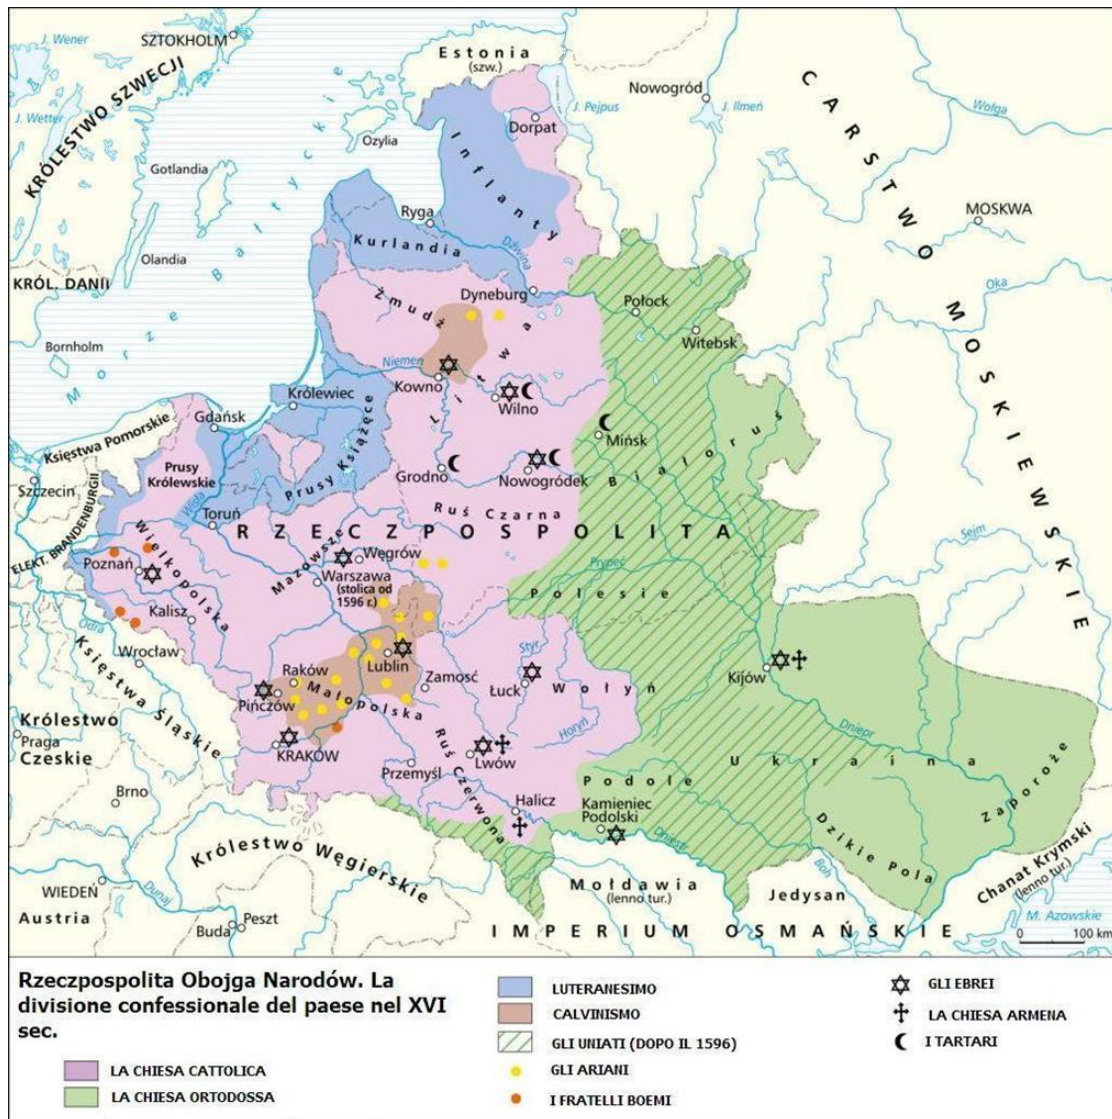 SZTOKHOLM
J. Wener
J. Wetter
KRÓLESTWO SZWECJI
Gotlandia
Olandia
Bornholm
Morze Bałtyckie
KRÓL. DANII
Estonia
(szw.)
Ozylia
J. Pejpus
Nowogród
J. Ilmeń
Wołga
CARSTWO MOSKIEWSKIE
MOSKWA
Oka
Dorpat
Inflanty
Ryga
Kurlandia
Dźwina
Dyneburg
Żmudź
Litwa
Połock
Witebsk
Niemen
Kowno
Wilno
Królewiec
Gdańsk
Księstwa Pomorskie
Szczecin
Prusy
Królewskie
Prusy Książęce
Grodno
Nowogródek
Mińsk
Białoruś
Ruś Czarna
ELEKT. BRANDENBURGII
Toruń
Wisła
RZECZPOSPOLITA
Wielkopolska
Poznań
Mazowsze
Węgrów
Warszawa
(stolica od
1596 r.)
Kalisz
Odra
Wrocław
Księstwa Śląskie
Polesie
Prypeć
Sejm
Lublin
Raków
Pińczów
Małopolska
Zamość
Styr
Łuck
Wołyń
Horyń
Kijów
Dniepr
Królestwo
Czeskie
Praga
Brno
KRAKÓW
Przemyśl
Lwów
Ruś Czerwona
Halicz
Podole
Kamieniec
Podolski
Ukraina
Zaporoże
Dzikie Pola
Dniestr
Boh
Królestwo Węgierskie
WIEDEŃ
Austria
Dunaj
Peszt
Buda
Mołdawia
(lenno tur.)
Jedysan
Chanat Krymski
(lenno tur.)
M. Azowskie
IMPERIUM OSMAŃSKIE
0 100 km
Rzeczpospolita Obojga Narodów. La
divisione confessionale del paese nel XVI
sec.
LA CHIESA CATTOLICA
LA CHIESA ORTODOSSA
LUTERANESIMO
CALVINISMO
GLI UNIATI (DOPO IL 1596)
GLI ARIANI
I FRATELLI BOEMI
GLI EBREI
LA CHIESA ARMENA
I TARTARI